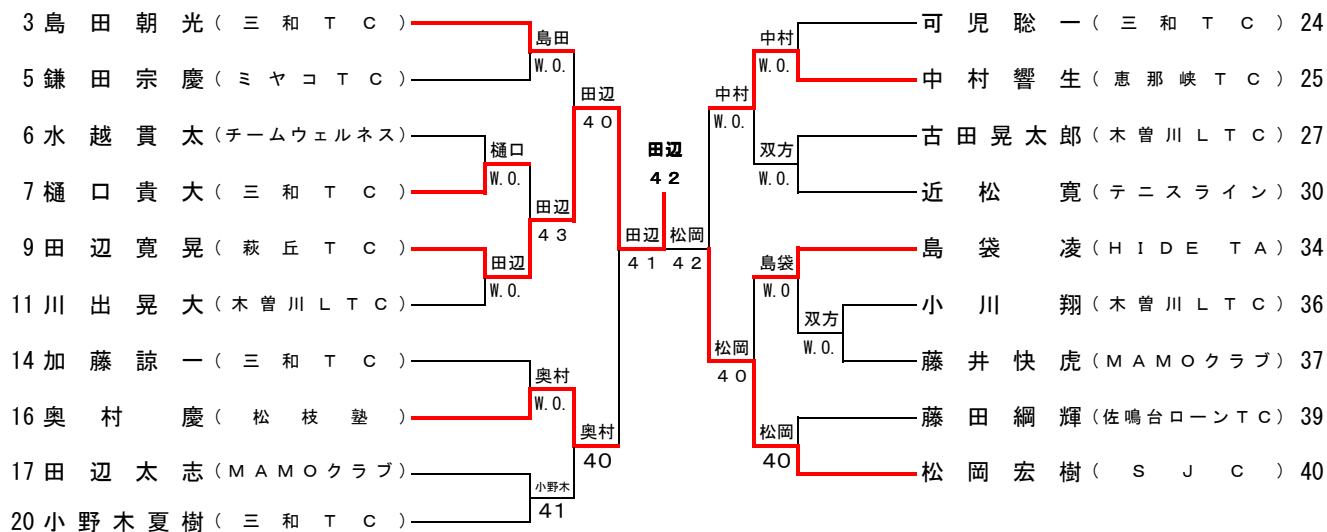 3 島田朝光 (三和TC)
5 鎌田宗慶 (ミヤコTC)
6 水越貫太 (チームウェルネス)
7 樋口貴大 (三和TC)
9 田辺寛晃 (萩丘TC)
11 川出晃大 (木曽川LTC)
14 加藤諒一 (三和TC)
16 奥村慶 (松枝塾)
17 田辺太志 (MAMOクラブ)
20 小野木夏樹 (三和TC)
島田
W.O.
樋口
W.O.
田辺
W.O.
奥村
W.O.
小野木
41
田辺
43
田辺
40
奥村
40
田辺
41
田辺
42
松岡
42
中村
W.O.
松岡
40
中村
W.O.
双方
W.O.
島袋
W.O
双方
W.O.
松岡
40
可児聡一 (三和TC) 24
中村響生 (恵那峡TC) 25
古田晃太郎 (木曽川LTC) 27
近松寛 (テニスライン) 30
島袋凌 (HIDE TA) 34
小川翔 (木曽川LTC) 36
藤井快虎 (MAMOクラブ) 37
藤田綱輝 (佐鳴台ローンTC) 39
松岡宏樹 (SJC) 40